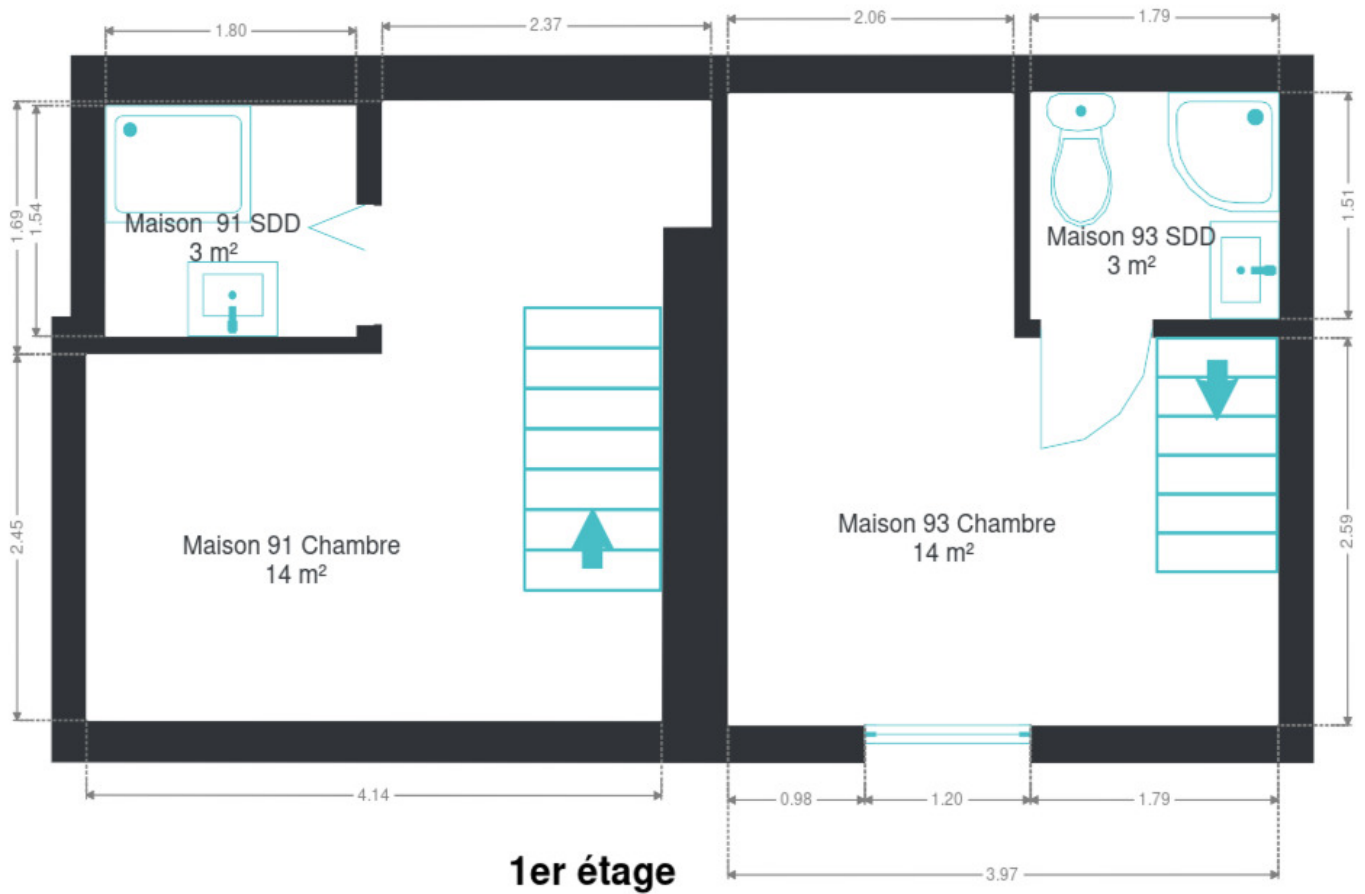 1.80
2.37
2.06
1.79
1.69
1.54
Maison 91 SDD
3 m²
Maison 93 SDD
3 m²
1.51
2.45
Maison 91 Chambre
14 m²
Maison 93 Chambre
14 m²
2.59
4.14
0.98
1.20
1.79
1er étage
3.97